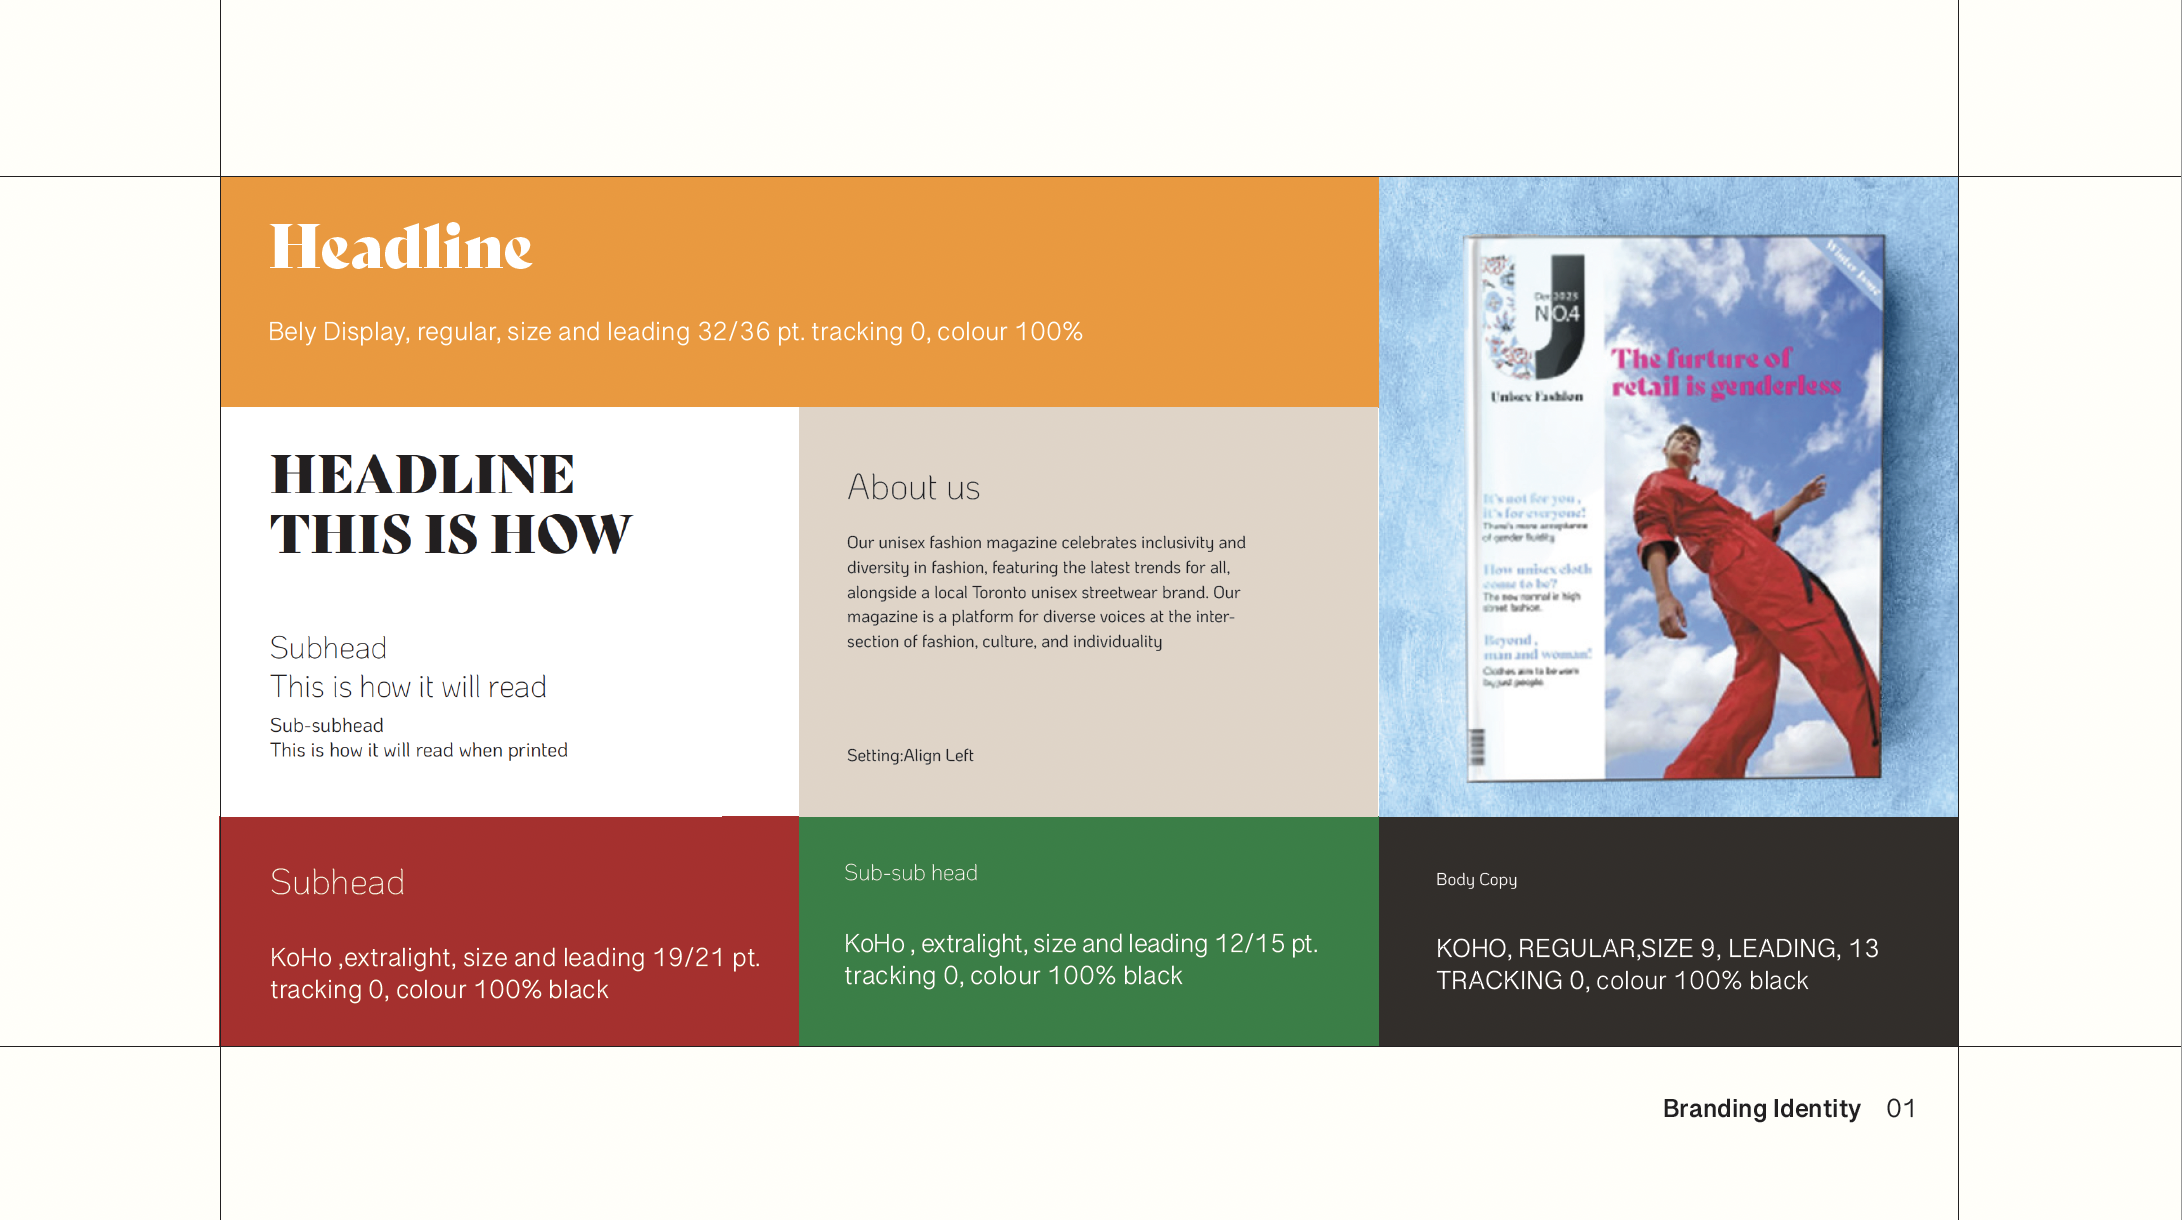 Headline
Bely Display, regular, size and leading 32/36 pt. tracking 0, colour 100%
HEADLINE
THIS IS HOW
Subhead
This is how it will read
Sub-subhead
This is how it will read when printed
About us
Our unisex fashion magazine celebrates inclusivity and
diversity in fashion, featuring the latest trends for all,
alongside a local Toronto unisex streetwear brand. Our
magazine is a platform for diverse voices at the inter-
section of fashion, culture, and individuality
Setting:Align Left
Winter Issue
J
Dec 2023
NO.4
Unisex Fashion
The furture of
retail is genderless
It's not for you,
it's for everyone!
There's more acceptance
of gender fluidity
How unisex cloth
come to be?
The new normal in high
street fashion.
Beyond,
man and woman!
Clothes aim to be worn
by just people.
Subhead
KoHo ,extralight, size and leading 19/21 pt.
tracking 0, colour 100% black
Sub-sub head
KoHo , extralight, size and leading 12/15 pt.
tracking 0, colour 100% black
Body Copy
KOHO, REGULAR,SIZE 9, LEADING, 13
TRACKING 0, colour 100% black
Branding Identity 01